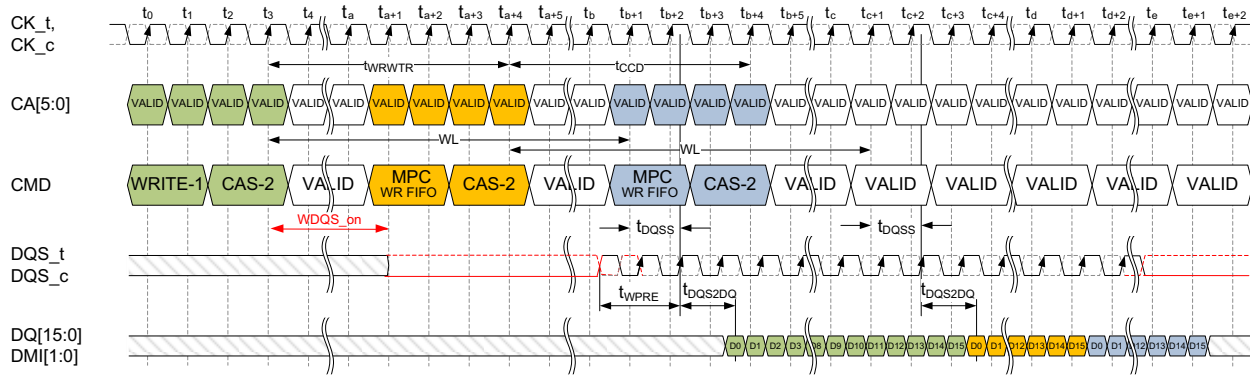 CK_t, t0 t1 t2 t3 t4 ta ta+1 ta+2 ta+3 ta+4 ta+5 tb tb+1 tb+2 tb+3 tb+4 tb+5 tc tc+1 tc+2 tc+3 tc+4 td td+1 td+2 te te+1 te+2
CK_c
tWRWTR tCCD
CA[5:0] VALID VALID VALID VALID VALID VALID VALID VALID VALID VALID VALID VALID VALID VALID VALID VALID VALID VALID VALID VALID VALID VALID VALID VALID VALID VALID VALID VALID
WL WL
CMD WRITE-1 CAS-2 VALID MPC WR FIFO CAS-2 VALID MPC WR FIFO CAS-2 VALID VALID VALID VALID VALID VALID
WDQS_on tDQSS tDQSS
DQS_t
DQS_c
tWPRE tDQS2DQ tDQS2DQ
DQ[15:0]
DMI[1:0] D0 D1 D2 D3 D8 D9 D10 D11 D12 D13 D14 D15 D0 D1 D12 D13 D14 D15 D0 D1 D12 D13 D14 D15